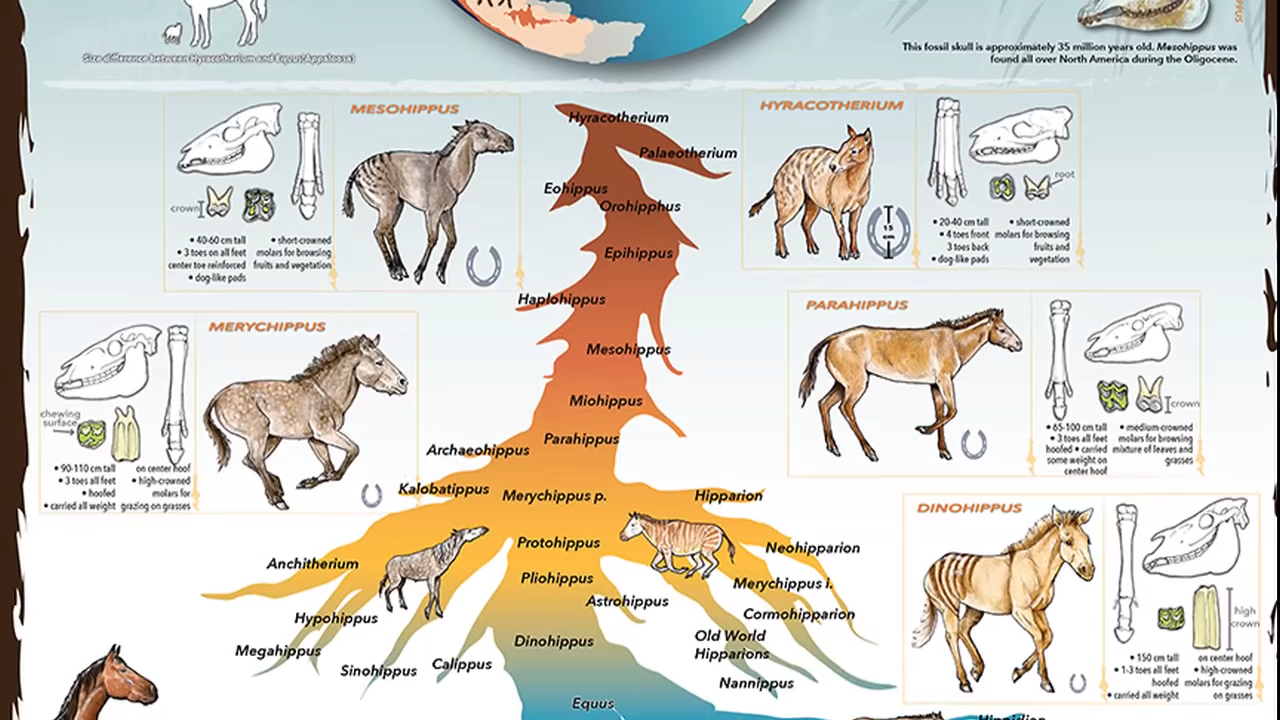 Size difference between Hyracotherium and Equus(Appaloosa)
This fossil skull is approximately 35 million years old. Mesohippus was
found all over North America during the Oligocene.
MESOHIPPUS
crown
• 40-60 cm tall
• 3 toes on all feet
center toe reinforced
• dog-like pads
• short-crowned
molars for browsing
fruits and vegetation
HYRACOTHERIUM
15
cm
root
• 20-40 cm tall
• 4 toes front
3 toes back
• dog-like pads
• short-crowned
molars for browsing
fruits and
vegetation
MERYCHIPPUS
chewing
surface
• 90-110 cm tall
• 3 toes all feet
• hoofed
• carried all weight
on center hoof
• high-crowned
molars for
grazing on grasses
PARAHIPPUS
crown
• 65-100 cm tall
• 3 toes all feet
hoofed • carried
some weight on
center hoof
• medium-crowned
molars for browsing
mixture of leaves and
grasses
DINOHIPPUS
high
crown
• 150 cm tall
• 1-3 toes all feet
hoofed
• carried all weight
on center hoof
• high-crowned
molars for grazing
on grasses
Hyracotherium
Palaeotherium
Eohippus
Orohipphus
Epihippus
Haplohippus
Mesohippus
Miohippus
Parahippus
Archaeohippus
Kalobatippus
Merychippus p.
Hipparion
Protohippus
Neohipparion
Anchitherium
Pliohippus
Merychippus i.
Astrohippus
Hypohippus
Cormohipparion
Dinohippus
Old World
Hipparions
Megahippus
Sinohippus
Calippus
Nannippus
Equus
Hippidion